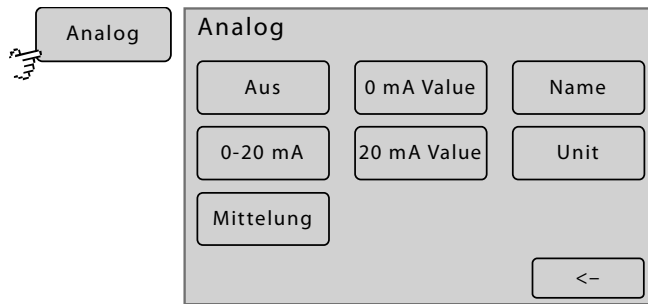 Analog
Analog
Aus
0 mA Value
Name
0-20 mA
20 mA Value
Unit
Mittelung
<–